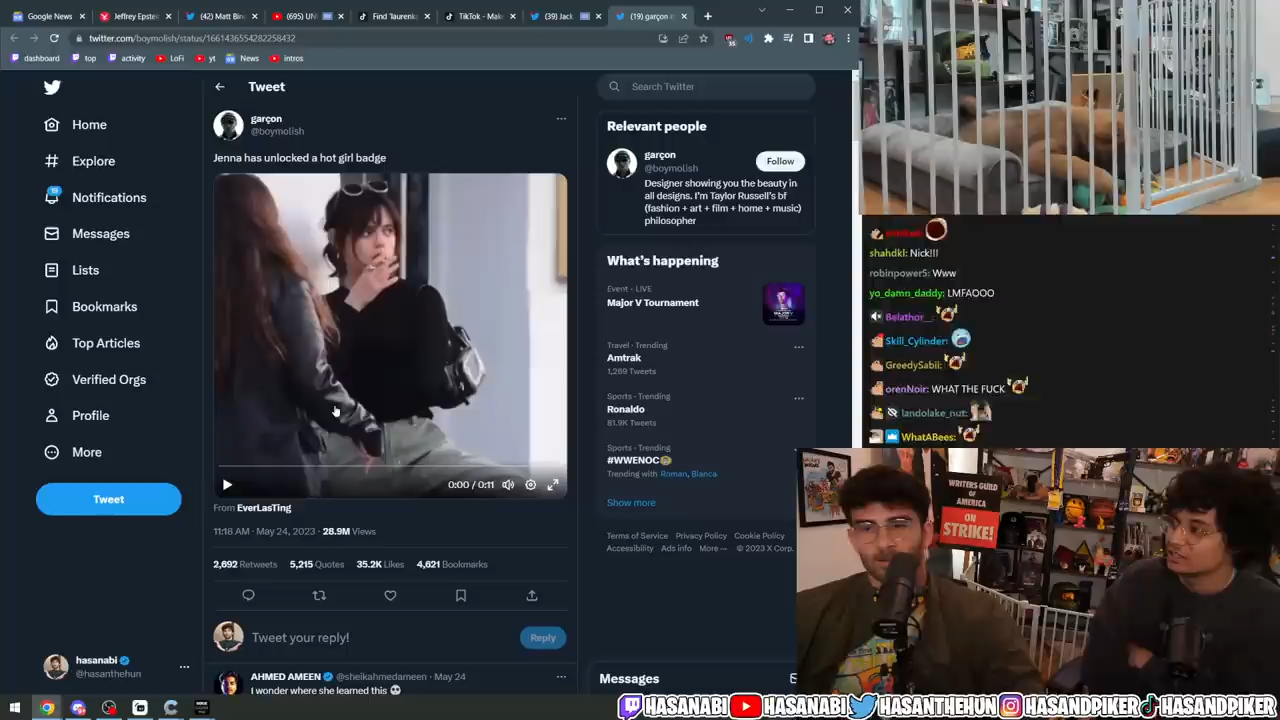 Google News
Jeffrey Epste
(42) Matt Bin
(695) UN
Find 'lauren
TikTok - Mak
(39) Jack
(19) garçon
twitter.com/boymolish/status/1661436554282258432
dashboard
top
activity
LoFi
yt
News
intros
Home
Explore
Notifications
Messages
Lists
Bookmarks
Top Articles
Verified Orgs
Profile
More
Tweet
hasanabi
@hasanthehun
Tweet
garçon
@boymolish
Jenna has unlocked a hot girl badge
0:00 / 0:11
From EverLasTing
11:18 AM · May 24, 2023 · 28.9M Views
2,692 Retweets 5,215 Quotes 35.2K Likes 4,621 Bookmarks
Tweet your reply!
Reply
AHMED AMEEN @sheikahmedameen · May 24
I wonder where she learned this
Search Twitter
Relevant people
garçon
@boymolish
Follow
Designer showing you the beauty in
all designs. I'm Taylor Russell's bf
(fashion + art + film + home + music)
philosopher
What's happening
Event · LIVE
Major V Tournament
Travel · Trending
Amtrak
1,269 Tweets
Sports · Trending
Ronaldo
81.9K Tweets
Sports · Trending
#WWENOC
Trending with Roman, Bianca
Show more
Terms of Service Privacy Policy Cookie Policy
Accessibility Ads info More ··· © 2023 X Corp.
Messages
shahdkl: Nick!!!
robinpower5: Www
yo_damn_daddy: LMFAOOO
Belathor__:
Skill_Cylinder:
GreedySabii:
orenNoir: WHAT THE FUCK
landolake_nut:
WhatABees:
WRITERS GUILD
OF
AMERICA
ON
STRIKE!
HASANABI
HASANABI
HASANTHEHUN
HASANDPIKER
HASANDPIKER